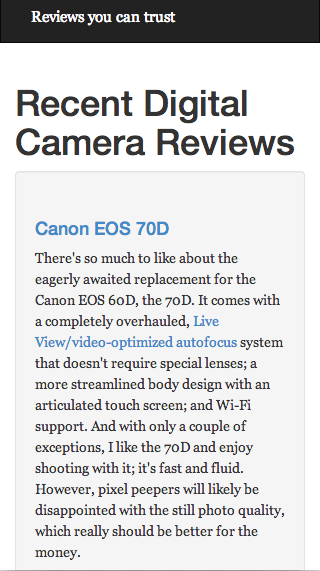 Reviews you can trust
Recent Digital
Camera Reviews
Canon EOS 70D
There's so much to like about the
eagerly awaited replacement for the
Canon EOS 60D, the 70D. It comes with
a completely overhauled, Live
View/video-optimized autofocus system
that doesn't require special lenses; a
more streamlined body design with an
articulated touch screen; and Wi-Fi
support. And with only a couple of
exceptions, I like the 70D and enjoy
shooting with it; it's fast and fluid.
However, pixel peepers will likely be
disappointed with the still photo quality,
which really should be better for the
money.